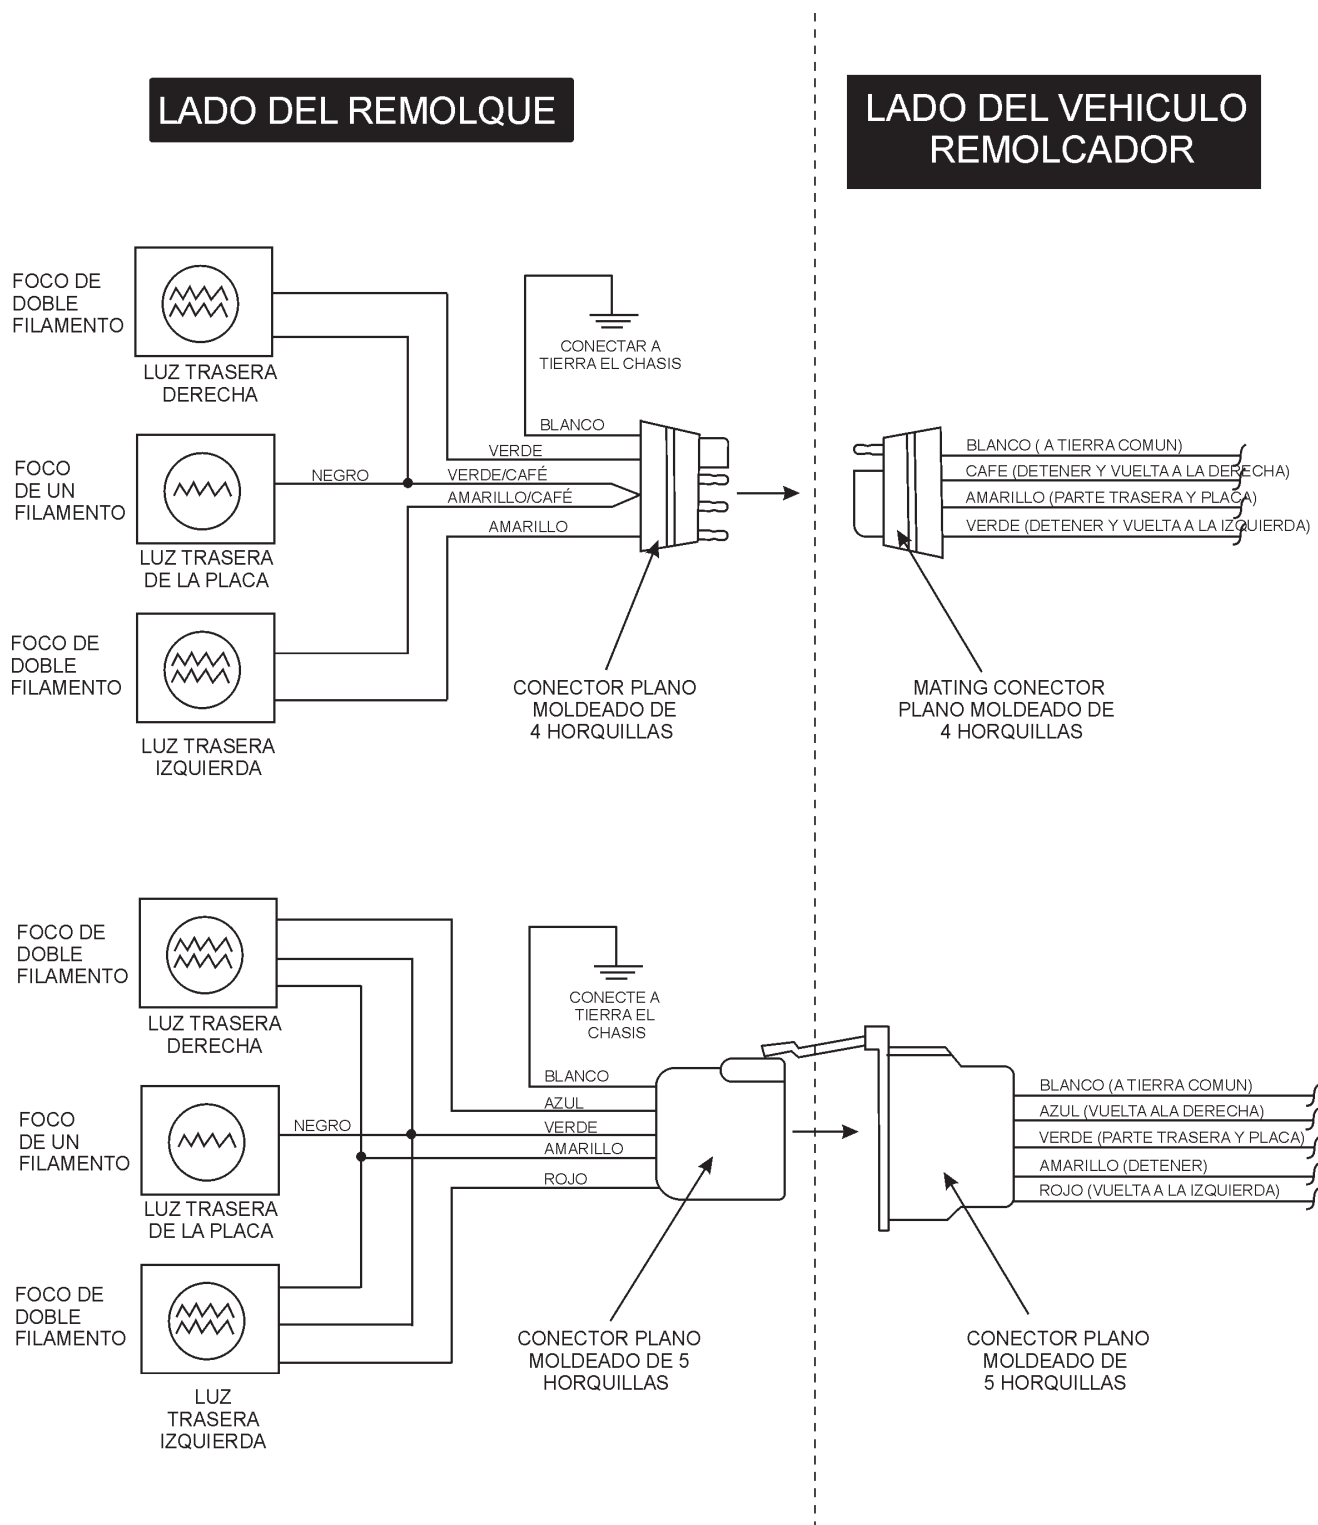 LADO DEL REMOLQUE
LADO DEL VEHICULO
REMOLCADOR
FOCO DE
DOBLE
FILAMENTO
LUZ TRASERA
DERECHA
CONECTAR A
TIERRA EL CHASIS
FOCO
DE UN
FILAMENTO
LUZ TRASERA
DE LA PLACA
NEGRO
BLANCO
VERDE
VERDE/CAFÉ
AMARILLO/CAFÉ
AMARILLO
BLANCO ( A TIERRA COMUN)
CAFE (DETENER Y VUELTA A LA DERECHA)
AMARILLO (PARTE TRASERA Y PLACA)
VERDE (DETENER Y VUELTA A LA IZQUIERDA)
FOCO DE
DOBLE
FILAMENTO
LUZ TRASERA
IZQUIERDA
CONECTOR PLANO
MOLDEADO DE
4 HORQUILLAS
MATING CONECTOR
PLANO MOLDEADO DE
4 HORQUILLAS
FOCO DE
DOBLE
FILAMENTO
LUZ TRASERA
DERECHA
CONECTE A
TIERRA EL
CHASIS
FOCO
DE UN
FILAMENTO
LUZ TRASERA
DE LA PLACA
NEGRO
BLANCO
AZUL
VERDE
AMARILLO
ROJO
BLANCO (A TIERRA COMUN)
AZUL (VUELTA ALA DERECHA)
VERDE (PARTE TRASERA Y PLACA)
AMARILLO (DETENER)
ROJO (VUELTA A LA IZQUIERDA)
FOCO DE
DOBLE
FILAMENTO
LUZ
TRASERA
IZQUIERDA
CONECTOR PLANO
MOLDEADO DE 5
HORQUILLAS
CONECTOR PLANO
MOLDEADO DE
5 HORQUILLAS